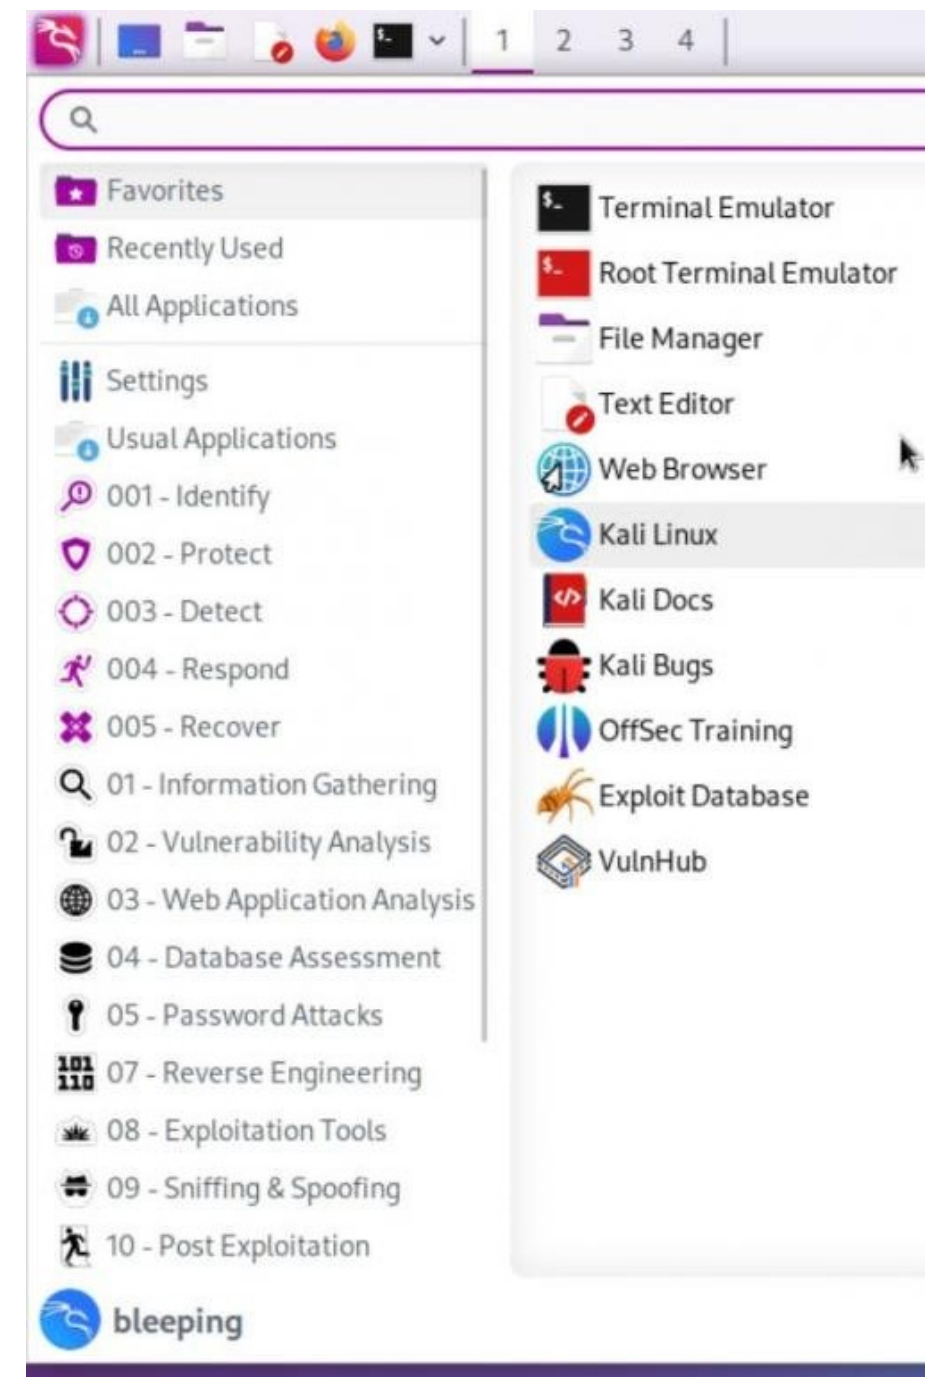 1 2 3 4
Favorites
Recently Used
All Applications
Settings
Usual Applications
001 - Identify
002 - Protect
003 - Detect
004 - Respond
005 - Recover
01 - Information Gathering
02 - Vulnerability Analysis
03 - Web Application Analysis
04 - Database Assessment
05 - Password Attacks
07 - Reverse Engineering
08 - Exploitation Tools
09 - Sniffing & Spoofing
10 - Post Exploitation
$_ Terminal Emulator
$_ Root Terminal Emulator
File Manager
Text Editor
Web Browser
Kali Linux
</> Kali Docs
Kali Bugs
OffSec Training
Exploit Database
VulnHub
bleeping